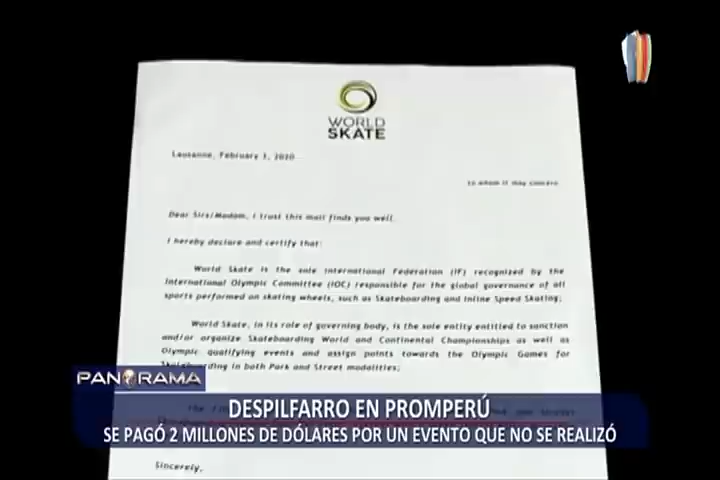 WORLD
SKATE
Lausanne, February 3, 2020
to whom it may concern
Dear Sirs/Madam, I trust this mail finds you well.
I hereby declare and certify that:
World Skate is the sole International Federation (IF) recognized by the
International Olympic Committee (IOC) responsible for the global governance of all
sports performed on skating wheels, such as Skateboarding and Inline Speed Skating;
World Skate, in its role of governing body, is the sole entity entitled to sanction
and/or organize Skateboarding World and Continental Championships as well as
Olympic qualifying events and assign points towards the Olympic Games for
Skateboarding in both Park and Street modalities;
PANORAMA
DESPILFARRO EN PROMPERÚ
SE PAGÓ 2 MILLONES DE DÓLARES POR UN EVENTO QUE NO SE REALIZÓ
Sincerely,